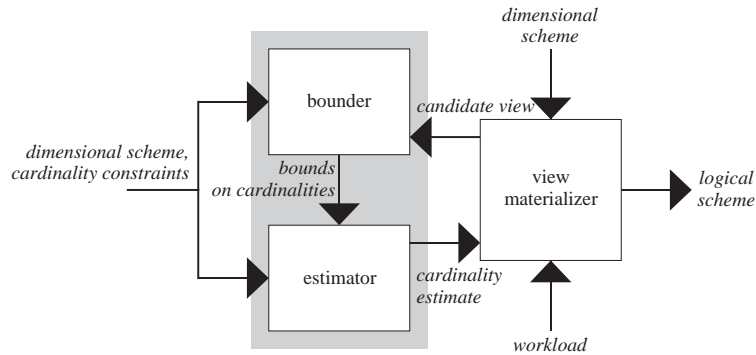 dimensional
scheme
bounder
candidate view
dimensional scheme,
cardinality constraints
bounds
on cardinalities
view
materializer
logical
scheme
estimator
cardinality
estimate
workload